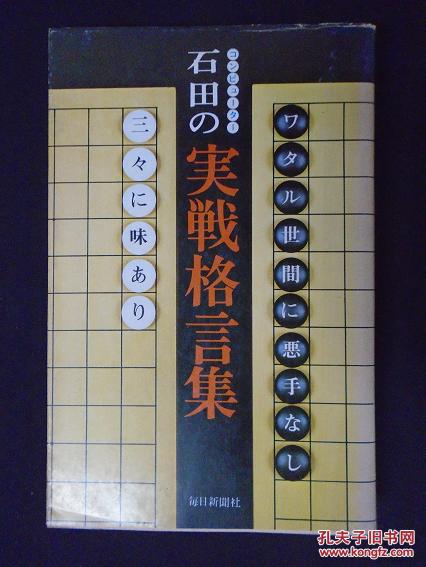 コンピューター
石田の
実戦格言集
ワタル世間に悪手なし
三々に味あり
毎日新聞社
孔夫子旧书网
www.kongfz.com